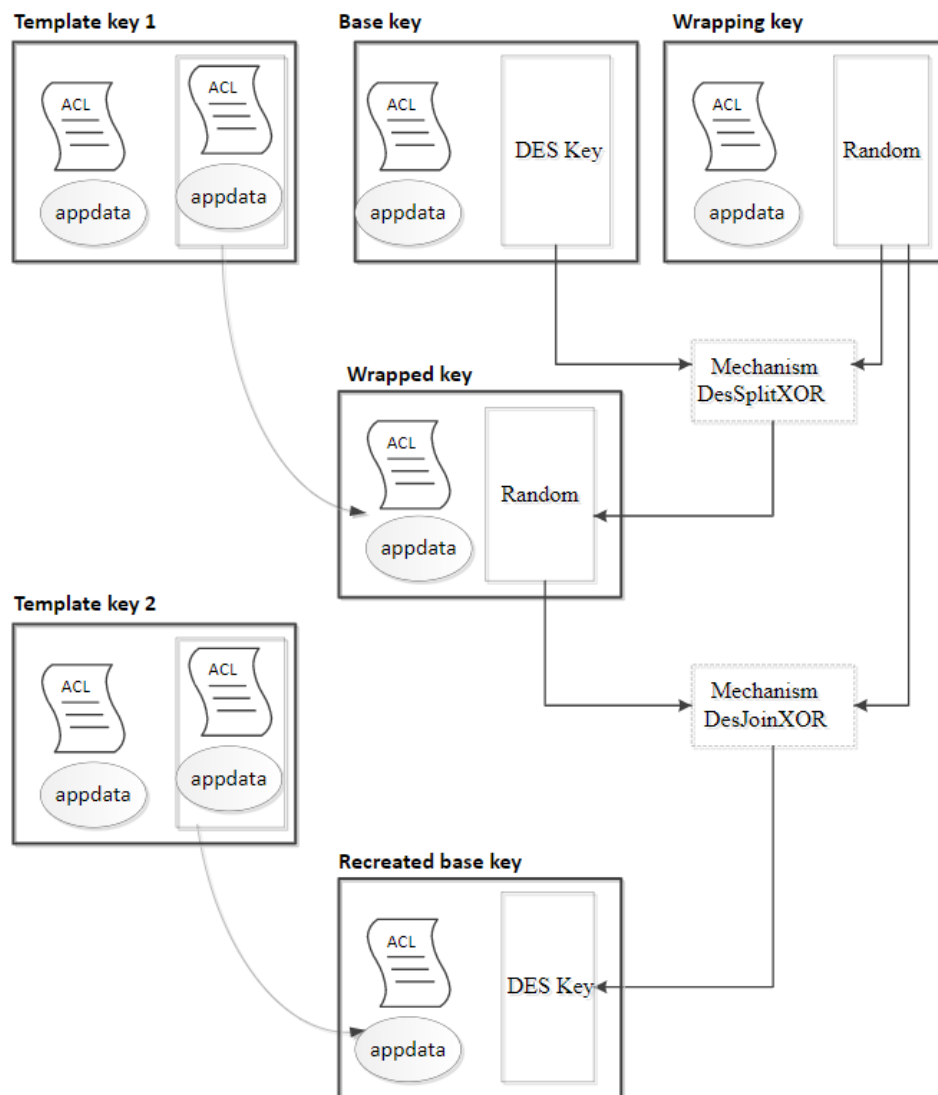 Template key 1
Base key
Wrapping key
ACL
ACL
appdata
appdata
ACL
appdata
DES Key
ACL
appdata
Random
Mechanism
DesSplitXOR
Wrapped key
ACL
appdata
Random
Template key 2
ACL
ACL
appdata
appdata
Mechanism
DesJoinXOR
Recreated base key
ACL
appdata
DES Key